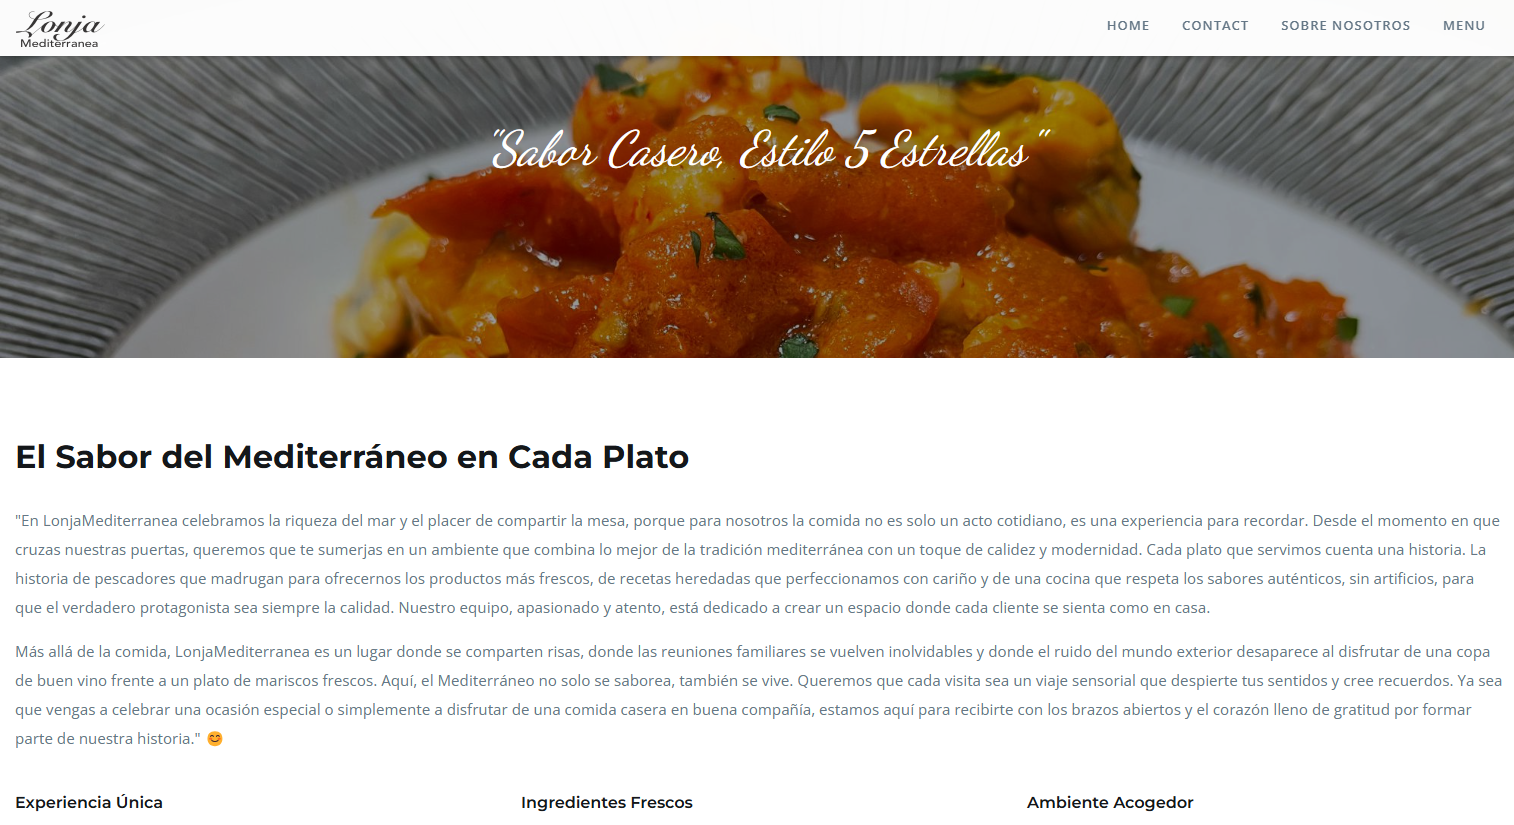 Lonja
Mediterranea
HOME CONTACT SOBRE NOSOTROS MENU
"Sabor Casero, Estilo 5 Estrellas"
El Sabor del Mediterráneo en Cada Plato
"En LonjaMediterranea celebramos la riqueza del mar y el placer de compartir la mesa, porque para nosotros la comida no es solo un acto cotidiano, es una experiencia para recordar. Desde el momento en que
cruzas nuestras puertas, queremos que te sumerjas en un ambiente que combina lo mejor de la tradición mediterránea con un toque de calidez y modernidad. Cada plato que servimos cuenta una historia. La
historia de pescadores que madrugan para ofrecernos los productos más frescos, de recetas heredadas que perfeccionamos con cariño y de una cocina que respeta los sabores auténticos, sin artificios, para
que el verdadero protagonista sea siempre la calidad. Nuestro equipo, apasionado y atento, está dedicado a crear un espacio donde cada cliente se sienta como en casa.
Más allá de la comida, LonjaMediterranea es un lugar donde se comparten risas, donde las reuniones familiares se vuelven inolvidables y donde el ruido del mundo exterior desaparece al disfrutar de una copa
de buen vino frente a un plato de mariscos frescos. Aquí, el Mediterráneo no solo se saborea, también se vive. Queremos que cada visita sea un viaje sensorial que despierte tus sentidos y cree recuerdos. Ya sea
que vengas a celebrar una ocasión especial o simplemente a disfrutar de una comida casera en buena compañía, estamos aquí para recibirte con los brazos abiertos y el corazón lleno de gratitud por formar
parte de nuestra historia." 😊
Experiencia Única
Ingredientes Frescos
Ambiente Acogedor